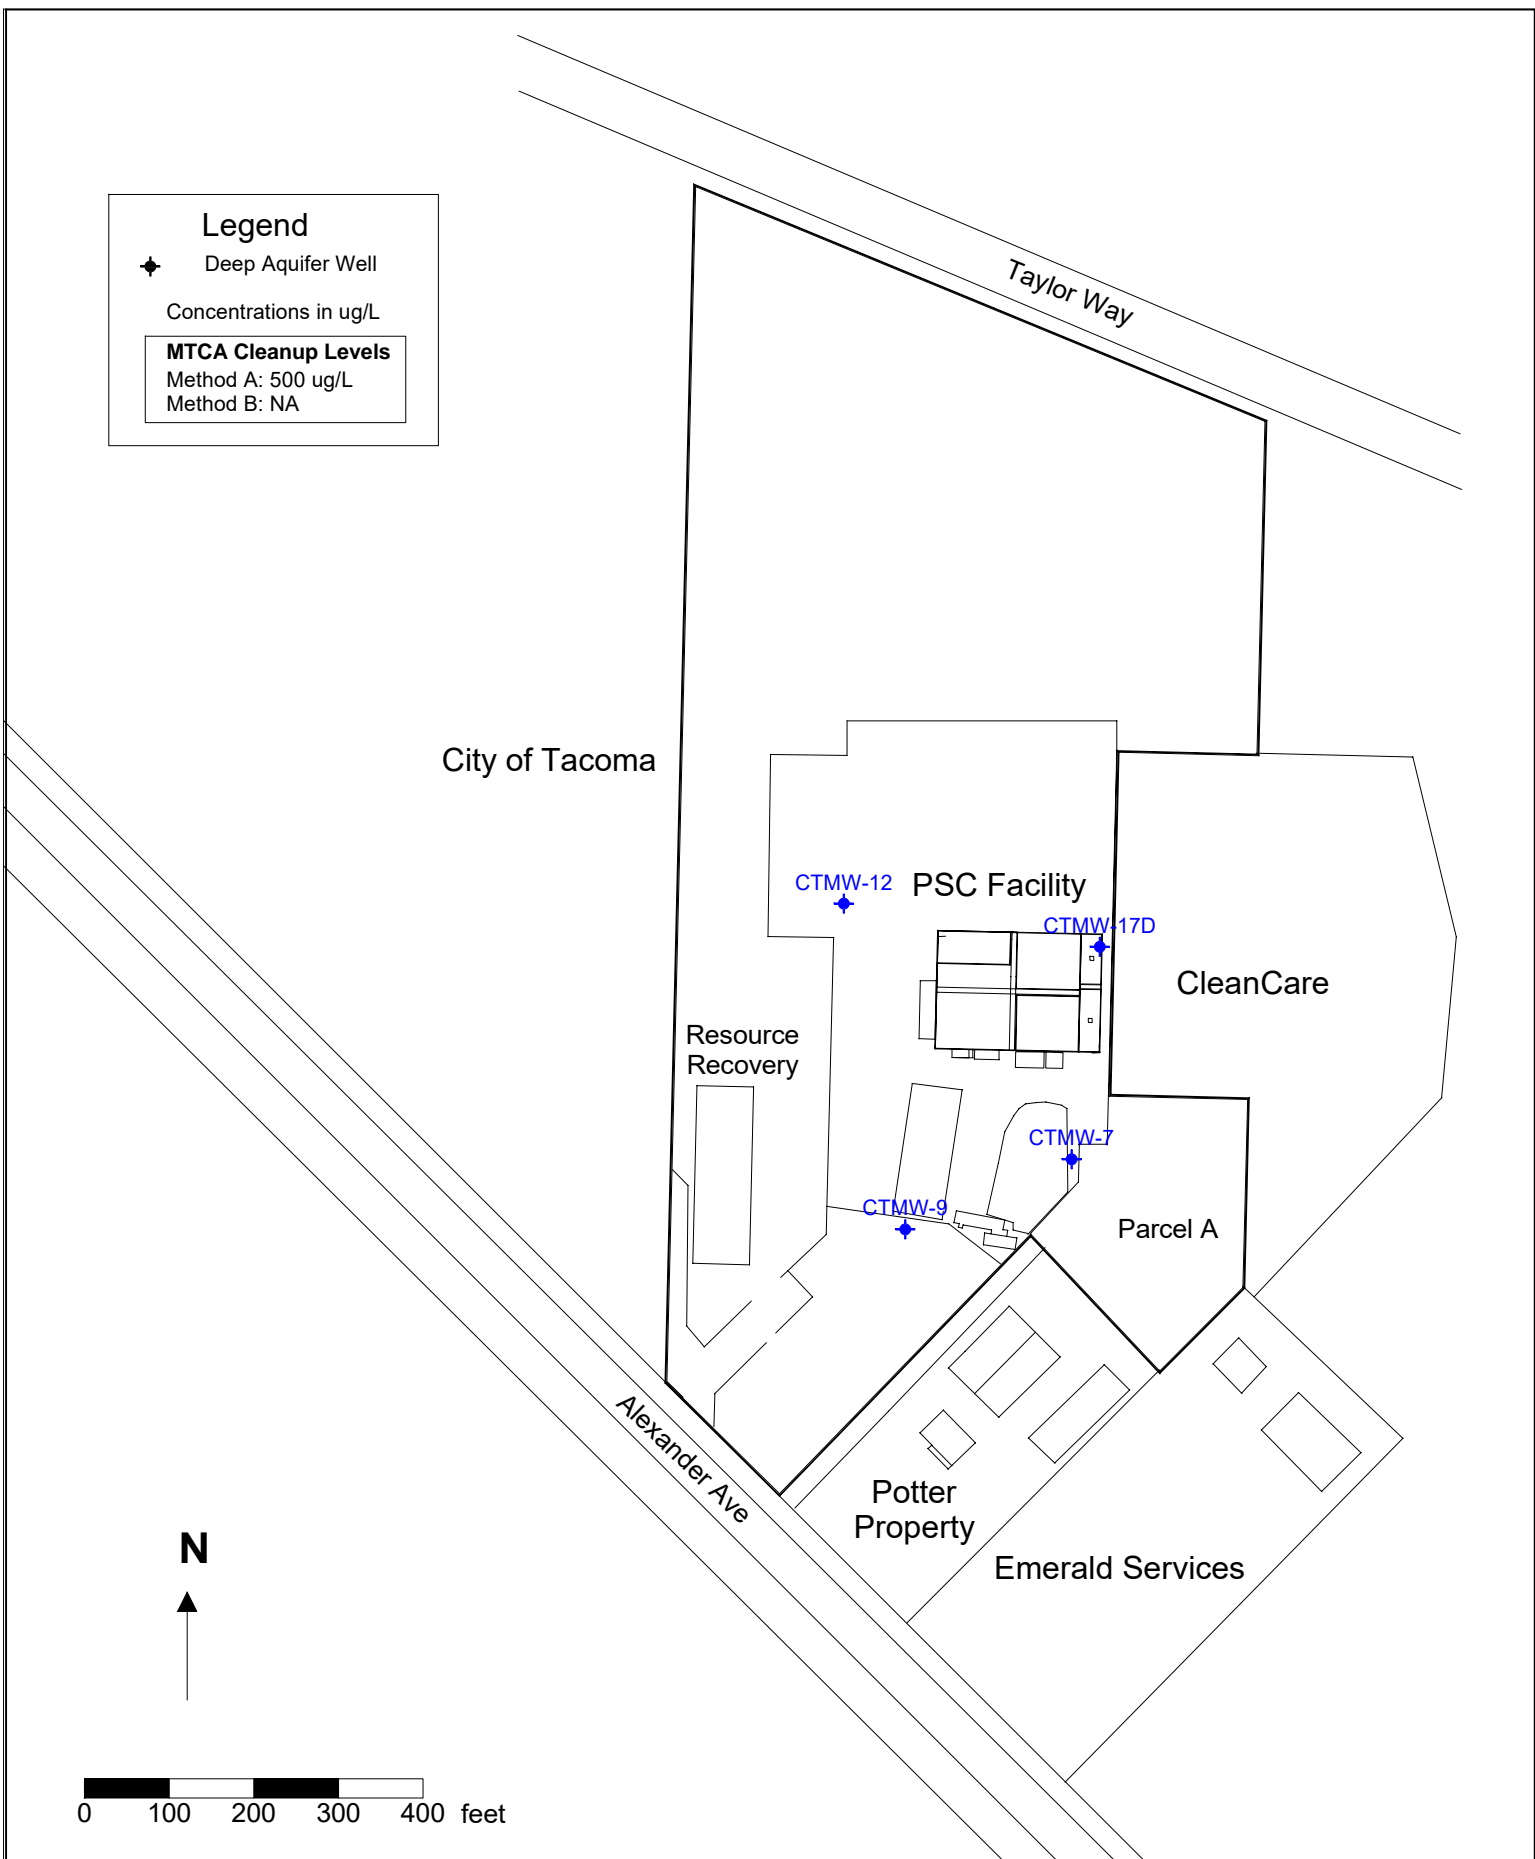 Legend
Deep Aquifer Well
Concentrations in ug/L
MTCA Cleanup Levels
Method A: 500 ug/L
Method B: NA
Taylor Way
City of Tacoma
CTMW-12
PSC Facility
CTMW-17D
CleanCare
Resource
Recovery
CTMW-7
CTMW-9
Parcel A
Alexander Ave
Potter
Property
Emerald Services
N
0 100 200 300 400 feet